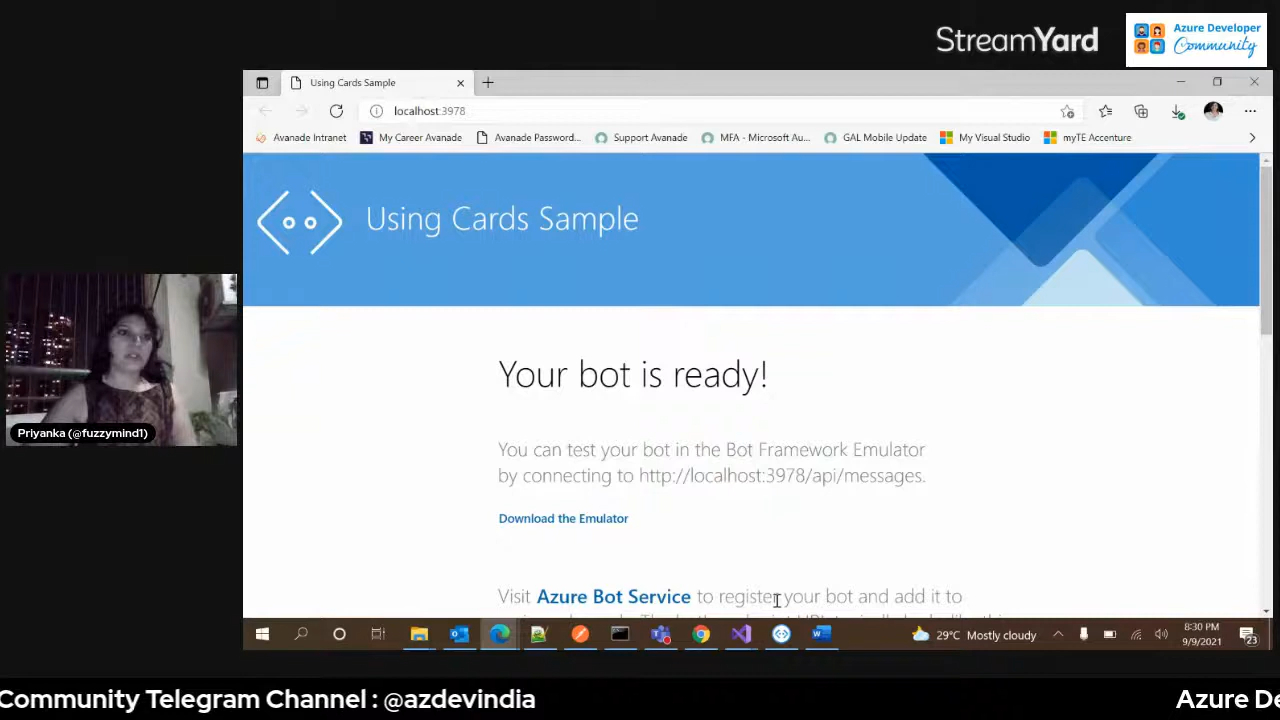 StreamYard
Azure Developer
Community
Using Cards Sample
localhost:3978
Avanade Intranet
My Career Avanade
Avanade Password...
Support Avanade
MFA - Microsoft Au...
GAL Mobile Update
My Visual Studio
myTE Accenture
Using Cards Sample
Your bot is ready!
You can test your bot in the Bot Framework Emulator
by connecting to http://localhost:3978/api/messages.
Download the Emulator
Visit Azure Bot Service to register your bot and add it to
Priyanka (@fuzzymind1)
29°C Mostly cloudy
8:30 PM
9/9/2021
23
Community Telegram Channel : @azdevindia
Azure De